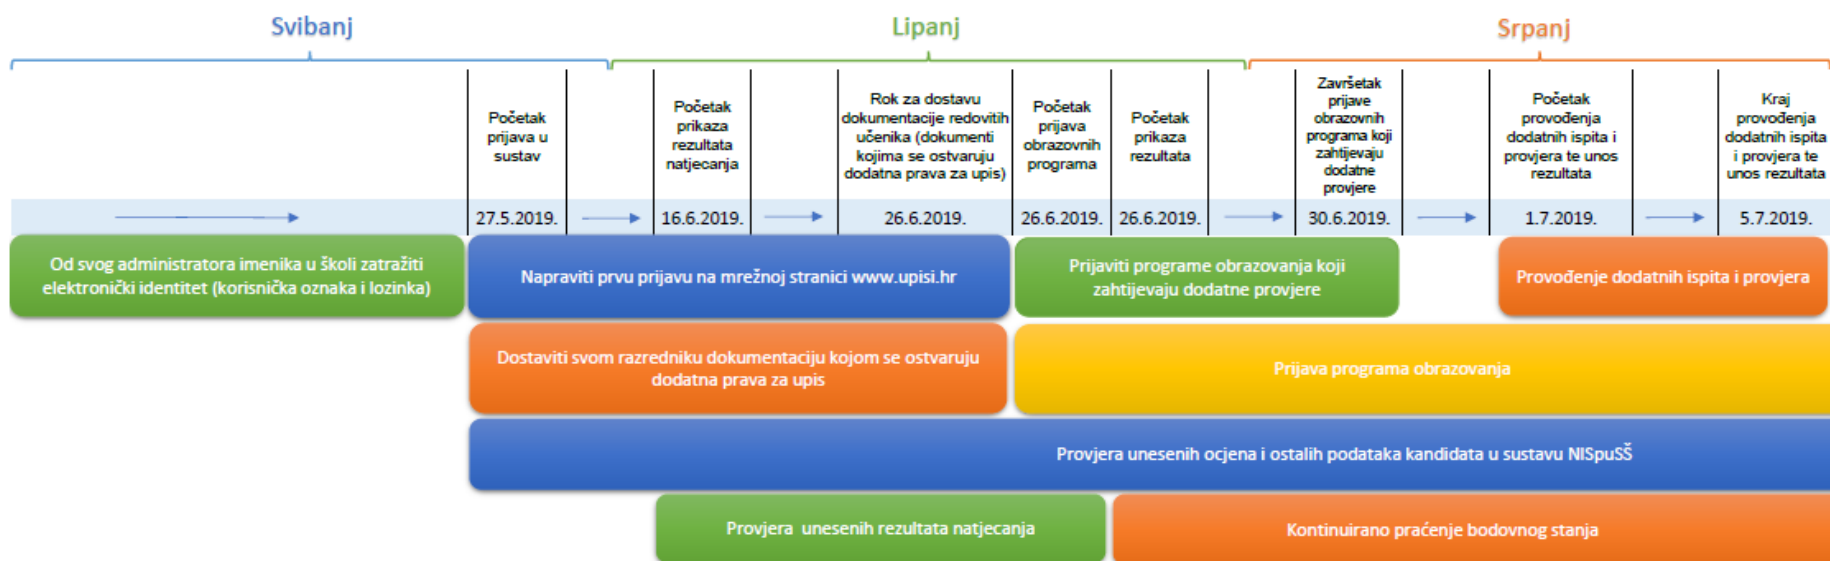 Svibanj
Lipanj
Srpanj
Početak
prijava u
sustav
Početak
prikaza
rezultata
natjecanja
Rok za dostavu
dokumentacije redovitih
učenika (dokumenti
kojima se ostvaruju
dodatna prava za upis)
Početak
prijava
obrazovnih
programa
Početak
prikaza
rezultata
Završetak
prijave
obrazovnih
programa koji
zahtijevaju
dodatne
provjere
Početak
provođenja
dodatnih ispita i
provjera te unos
rezultata
Kraj
provođenja
dodatnih ispita
i provjera te
unos rezultata
27.5.2019.
16.6.2019.
26.6.2019.
26.6.2019.
26.6.2019.
30.6.2019.
1.7.2019.
5.7.2019.
Od svog administratora imenika u školi zatražiti
elektronički identitet (korisnička oznaka i lozinka)
Napraviti prvu prijavu na mrežnoj stranici www.upisi.hr
Prijaviti programe obrazovanja koji
zahtijevaju dodatne provjere
Provođenje dodatnih ispita i provjera
Dostaviti svom razredniku dokumentaciju kojom se ostvaruju
dodatna prava za upis
Prijava programa obrazovanja
Provjera unesenih ocjena i ostalih podataka kandidata u sustavu NISpuSŠ
Provjera  unesenih rezultata natjecanja
Kontinuirano praćenje bodovnog stanja